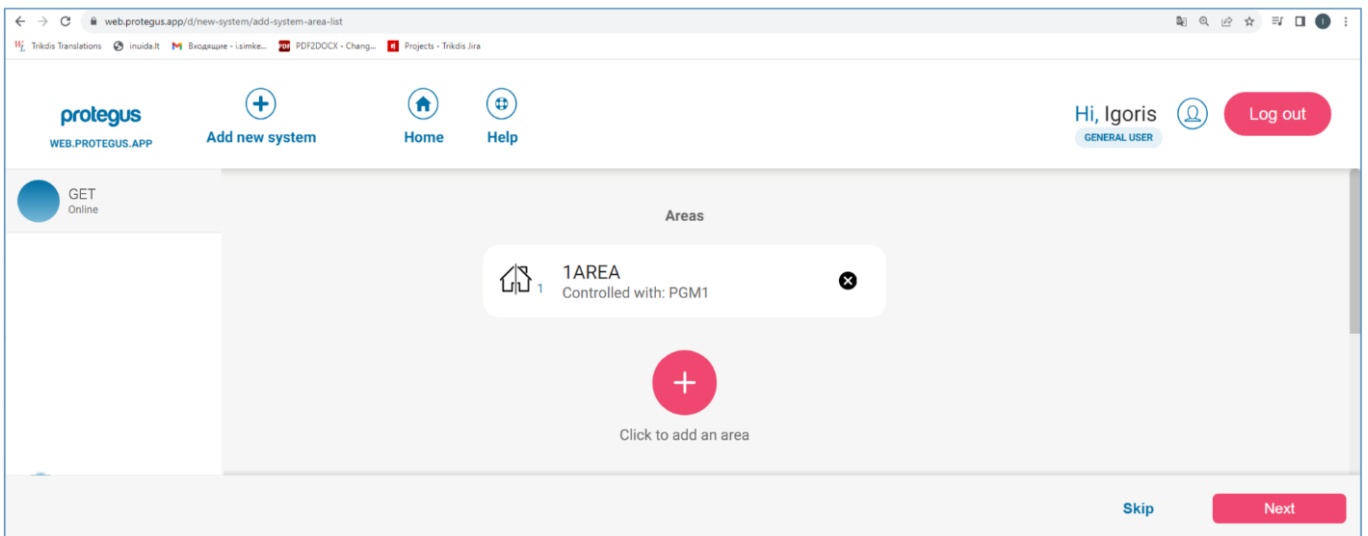 web.protegus.app/d/new-system/add-system-area-list
Trikdis Translations inuida.lt Входящие - i.simke... PDF2DOCX - Chang... Projects - Trikdis Jira
protegus
WEB.PROTEGUS.APP
Add new system
Home
Help
Hi, Igoris
GENERAL USER
Log out
GET
Online
Areas
1AREA
1
Controlled with: PGM1
Click to add an area
Skip
Next